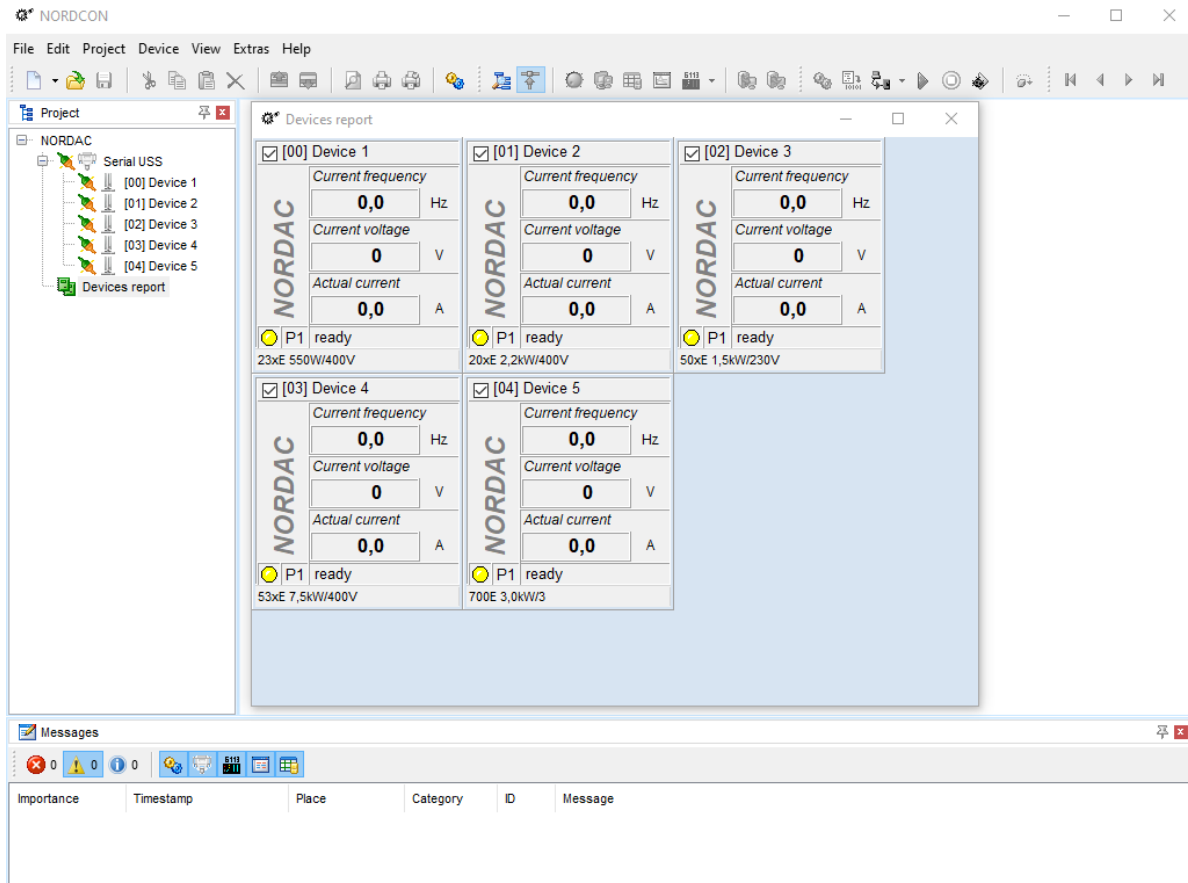 NORDCON
File Edit Project Device View Extras Help
Project
NORDAC
Serial USS
[00] Device 1
[01] Device 2
[02] Device 3
[03] Device 4
[04] Device 5
Devices report
Devices report
[00] Device 1
NORDAC
Current frequency
0,0 Hz
Current voltage
0 V
Actual current
0,0 A
P1 ready
23xE 550W/400V
[01] Device 2
NORDAC
Current frequency
0,0 Hz
Current voltage
0 V
Actual current
0,0 A
P1 ready
20xE 2,2kW/400V
[02] Device 3
NORDAC
Current frequency
0,0 Hz
Current voltage
0 V
Actual current
0,0 A
P1 ready
50xE 1,5kW/230V
[03] Device 4
NORDAC
Current frequency
0,0 Hz
Current voltage
0 V
Actual current
0,0 A
P1 ready
53xE 7,5kW/400V
[04] Device 5
NORDAC
Current frequency
0,0 Hz
Current voltage
0 V
Actual current
0,0 A
P1 ready
700E 3,0kW/3
Messages
0 0 0
Importance Timestamp Place Category ID Message